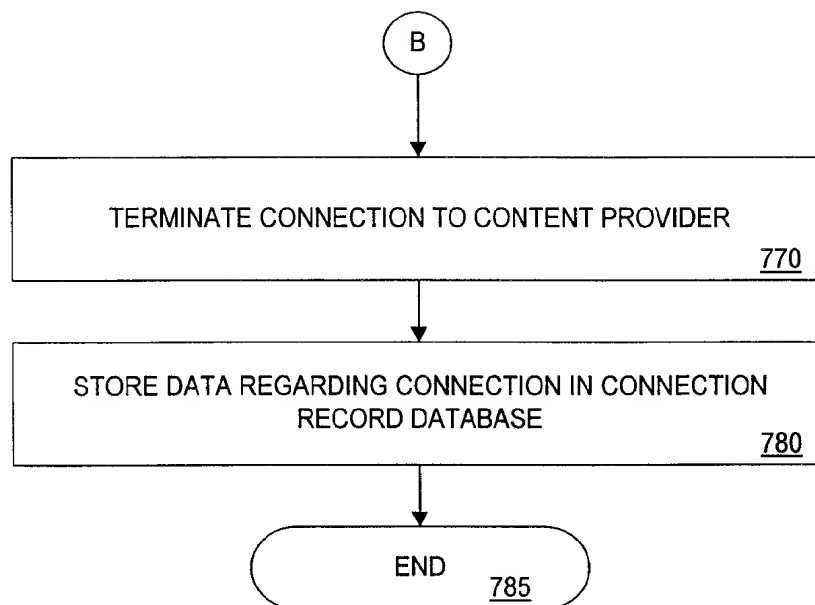 B
TERMINATE CONNECTION TO CONTENT PROVIDER
770
STORE DATA REGARDING CONNECTION IN CONNECTION
RECORD DATABASE
780
END
785